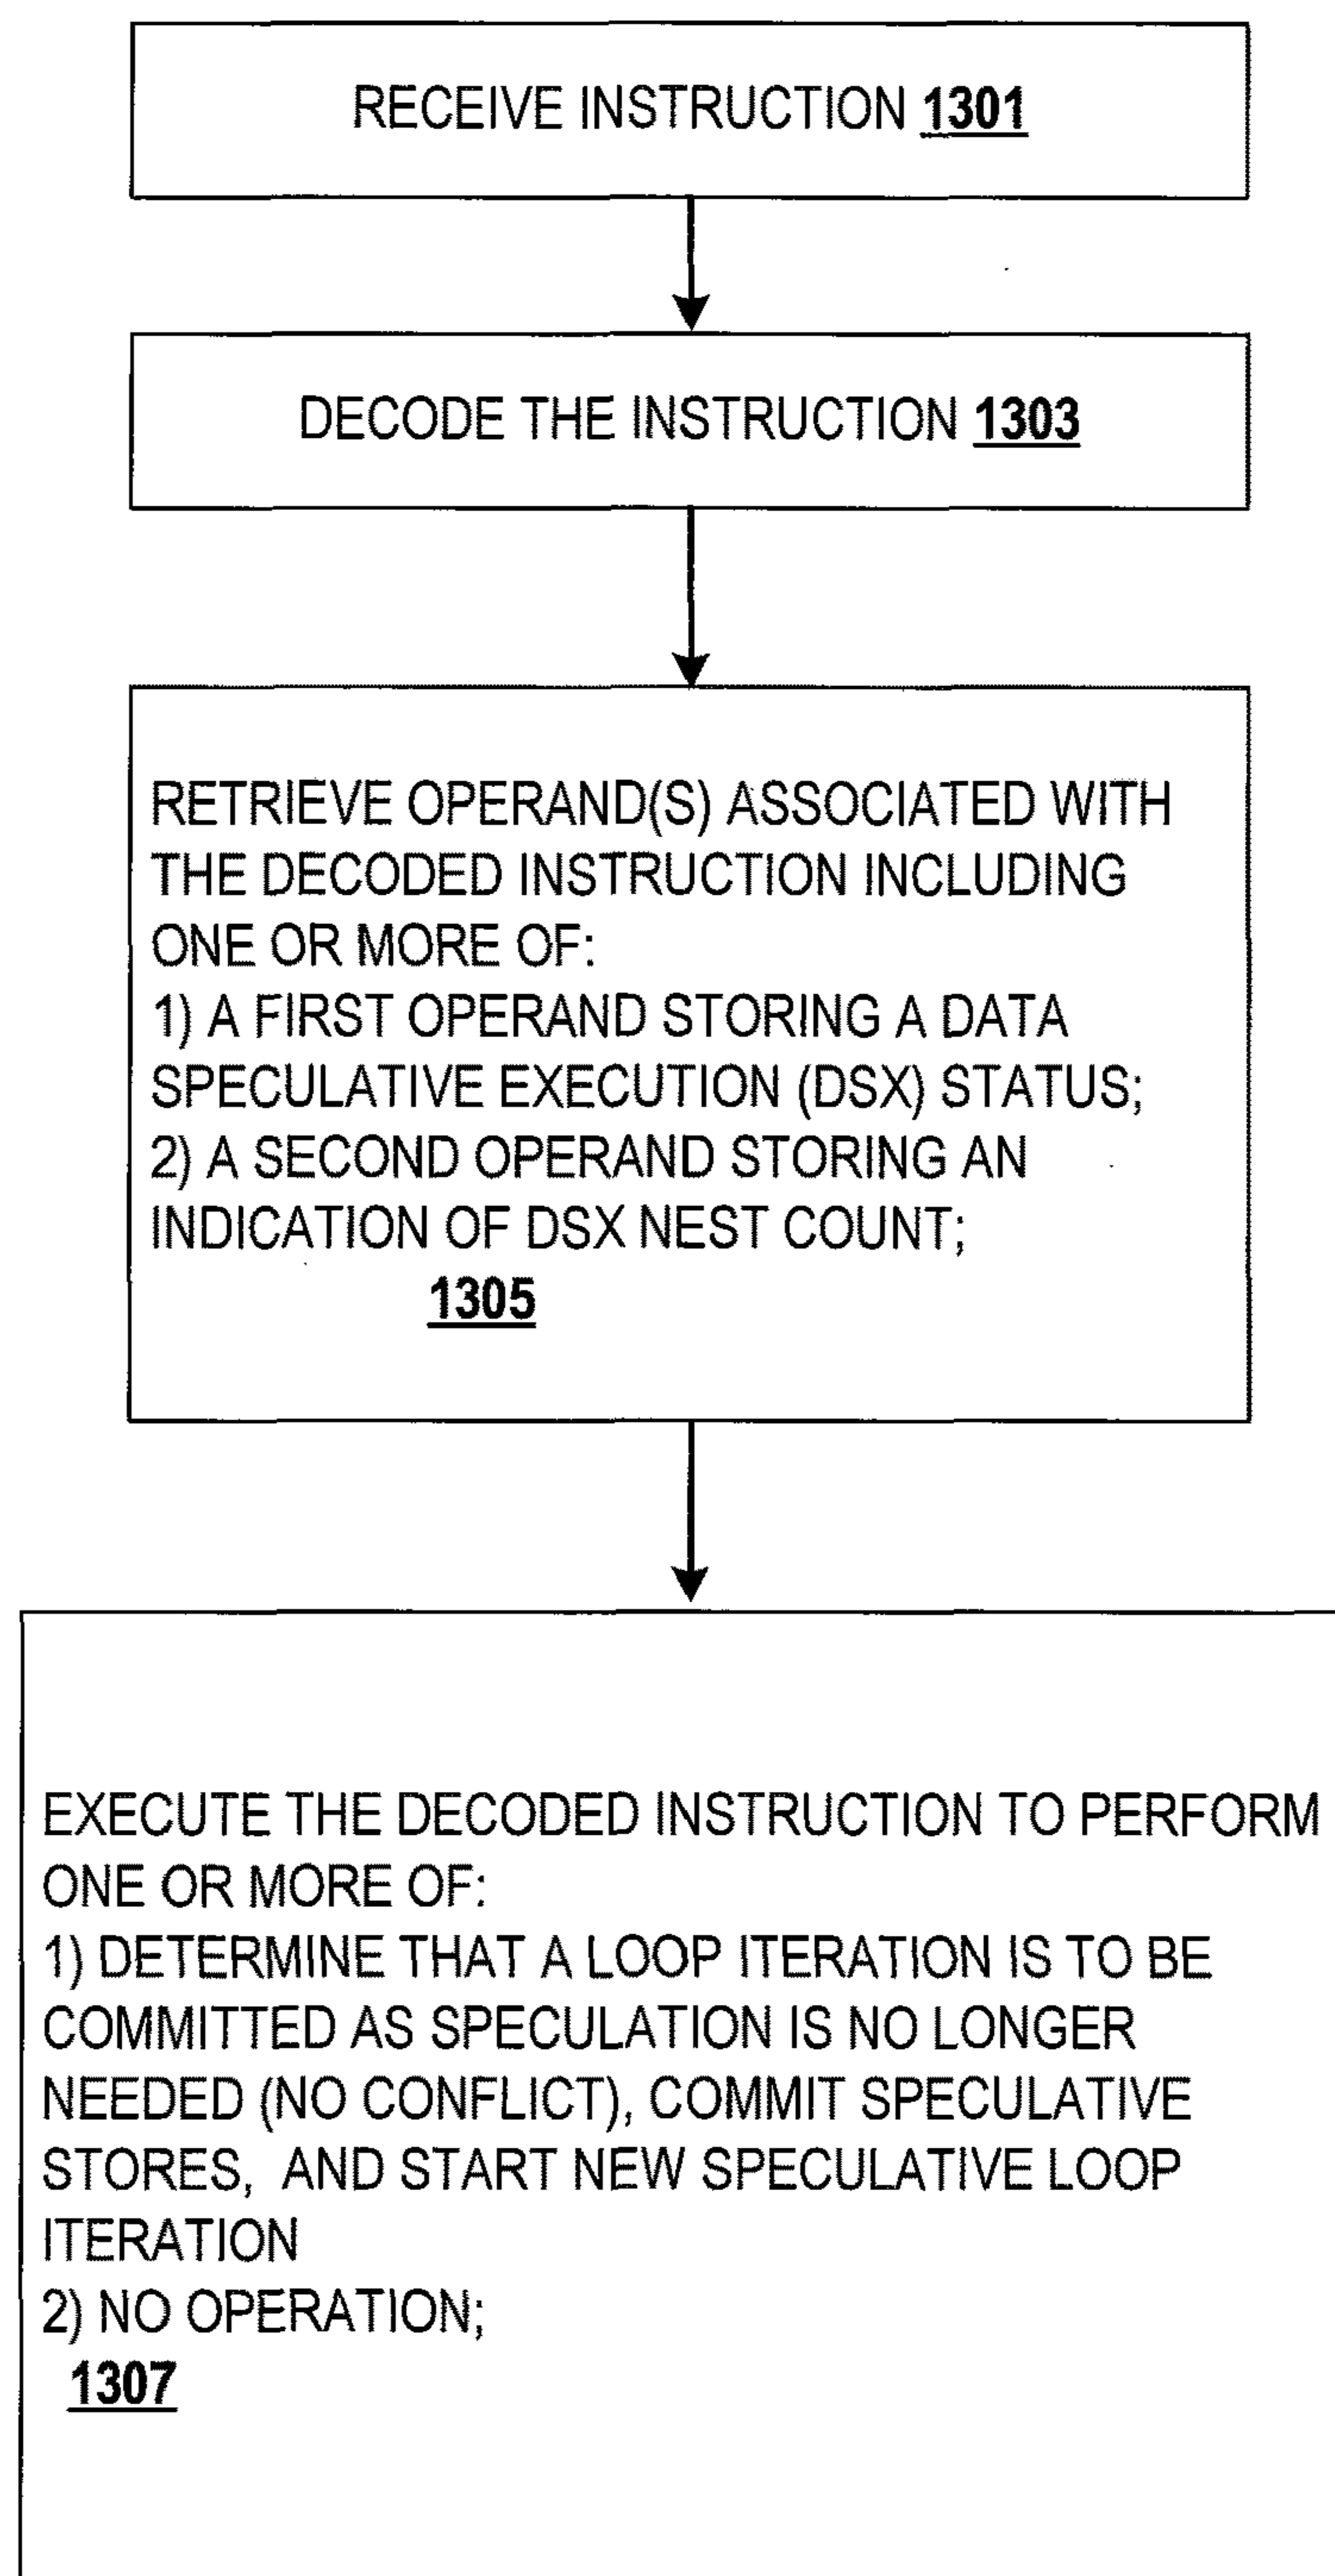 RECEIVE INSTRUCTION 1301
DECODE THE INSTRUCTION 1303
RETRIEVE OPERAND(S) ASSOCIATED WITH
THE DECODED INSTRUCTION INCLUDING
ONE OR MORE OF:
1) A FIRST OPERAND STORING A DATA
SPECULATIVE EXECUTION (DSX) STATUS;
2) A SECOND OPERAND STORING AN
INDICATION OF DSX NEST COUNT;
1305
EXECUTE THE DECODED INSTRUCTION TO PERFORM
ONE OR MORE OF:
1) DETERMINE THAT A LOOP ITERATION IS TO BE
COMMITTED AS SPECULATION IS NO LONGER
NEEDED (NO CONFLICT), COMMIT SPECULATIVE
STORES, AND START NEW SPECULATIVE LOOP
ITERATION
2) NO OPERATION;
1307